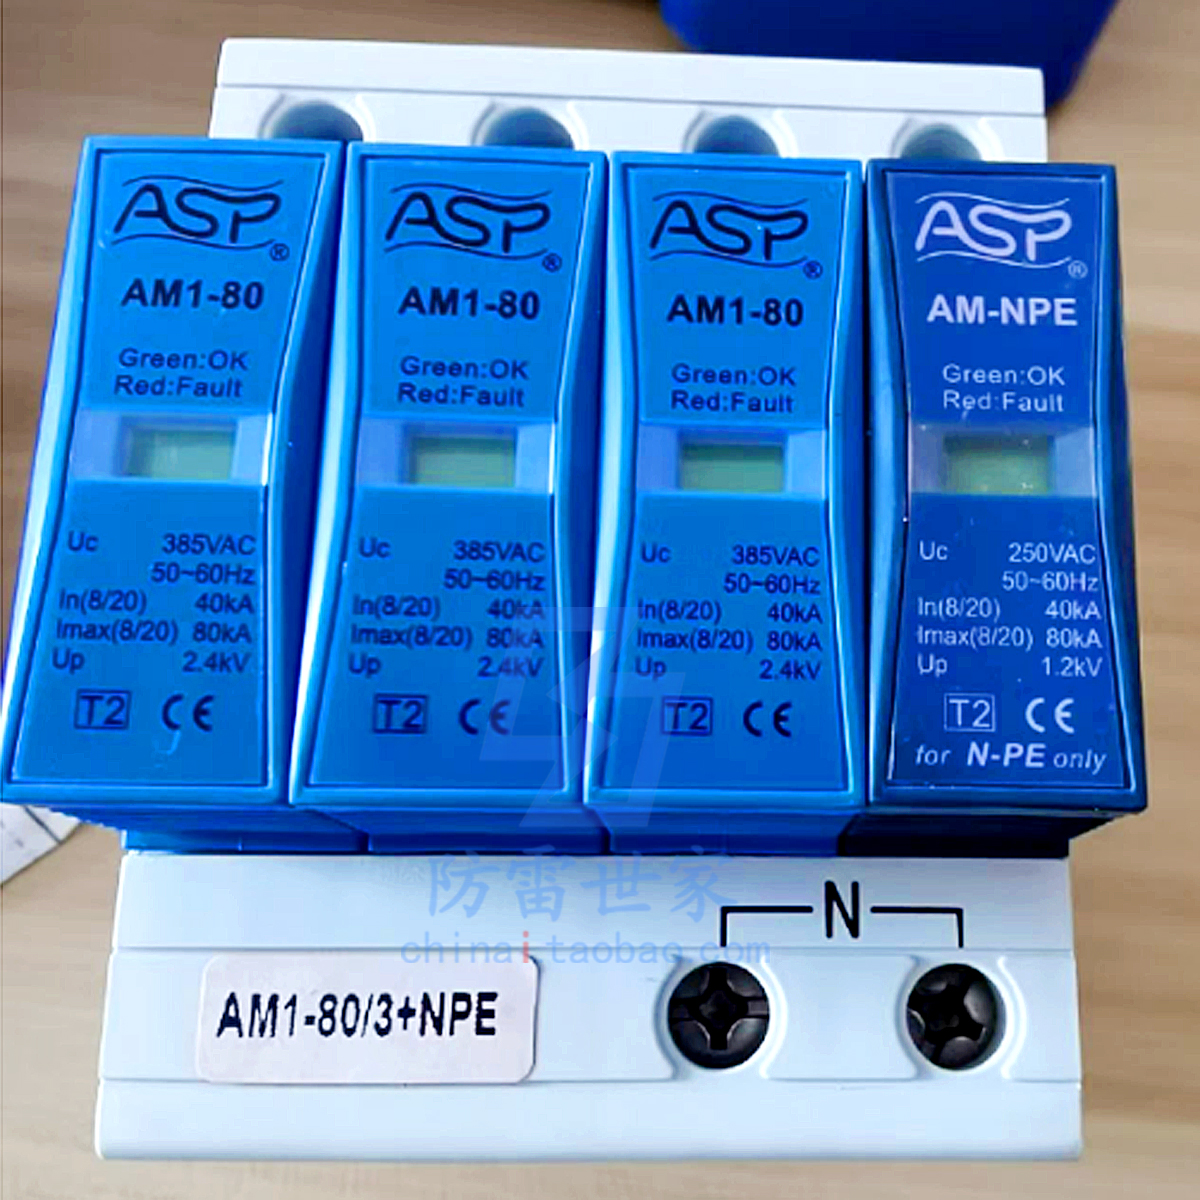 ASP®
AM1-80
Green:OK
Red:Fault
Uc 385VAC
50~60Hz
In(8/20) 40kA
Imax(8/20) 80kA
Up 2.4kV
T2 CE
ASP®
AM1-80
Green:OK
Red:Fault
Uc 385VAC
50~60Hz
In(8/20) 40kA
Imax(8/20) 80kA
Up 2.4kV
T2 CE
ASP®
AM1-80
Green:OK
Red:Fault
Uc 385VAC
50~60Hz
In(8/20) 40kA
Imax(8/20) 80kA
Up 2.4kV
T2 CE
ASP®
AM-NPE
Green:OK
Red:Fault
Uc 250VAC
50~60Hz
In(8/20) 40kA
Imax(8/20) 80kA
Up 1.2kV
T2 CE
for N-PE only
防雷世家
chinaitaobao.com
N
AM1-80/3+NPE